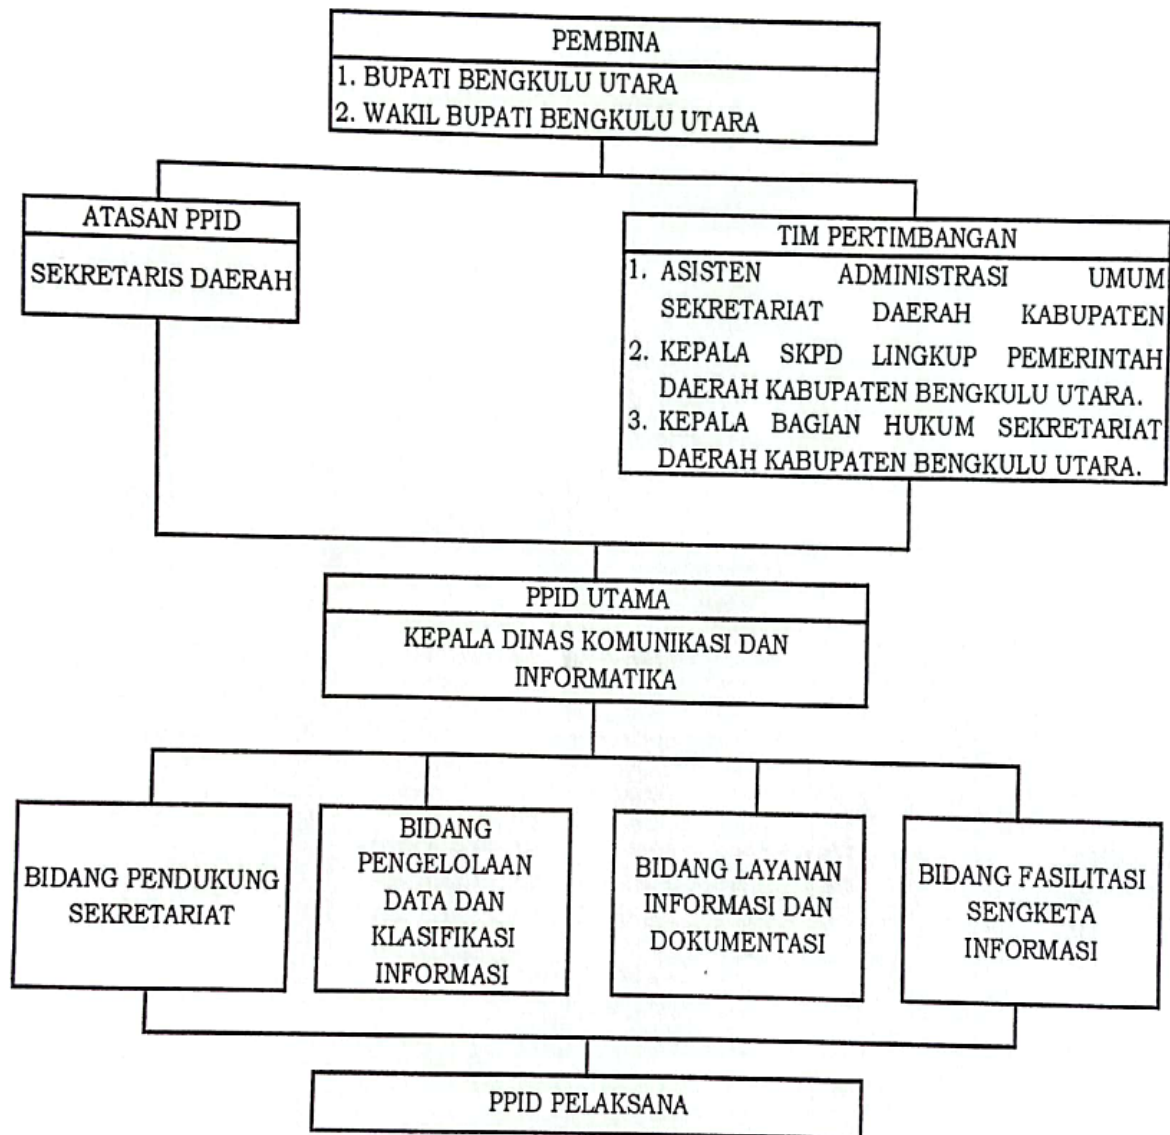 PEMBINA
1. BUPATI BENGKULU UTARA
2. WAKIL BUPATI BENGKULU UTARA
ATASAN PPID
SEKRETARIS DAERAH
TIM PERTIMBANGAN
1. ASISTEN ADMINISTRASI UMUM
SEKRETARIAT DAERAH KABUPATEN
2. KEPALA SKPD LINGKUP PEMERINTAH
DAERAH KABUPATEN BENGKULU UTARA.
3. KEPALA BAGIAN HUKUM SEKRETARIAT
DAERAH KABUPATEN BENGKULU UTARA.
PPID UTAMA
KEPALA DINAS KOMUNIKASI DAN
INFORMATIKA
BIDANG PENDUKUNG
SEKRETARIAT
BIDANG
PENGELOLAAN
DATA DAN
KLASIFIKASI
INFORMASI
BIDANG LAYANAN
INFORMASI DAN
DOKUMENTASI
BIDANG FASILITASI
SENGKETA
INFORMASI
PPID PELAKSANA